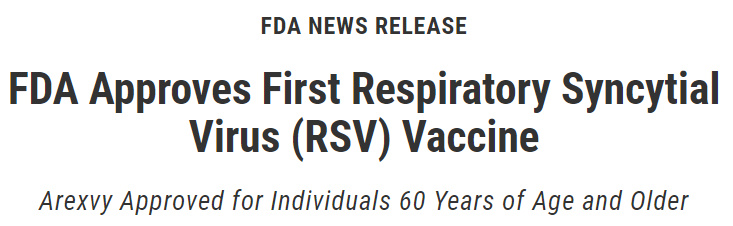 FDA NEWS RELEASE
FDA Approves First Respiratory Syncytial
Virus (RSV) Vaccine
Arexvy Approved for Individuals 60 Years of Age and Older